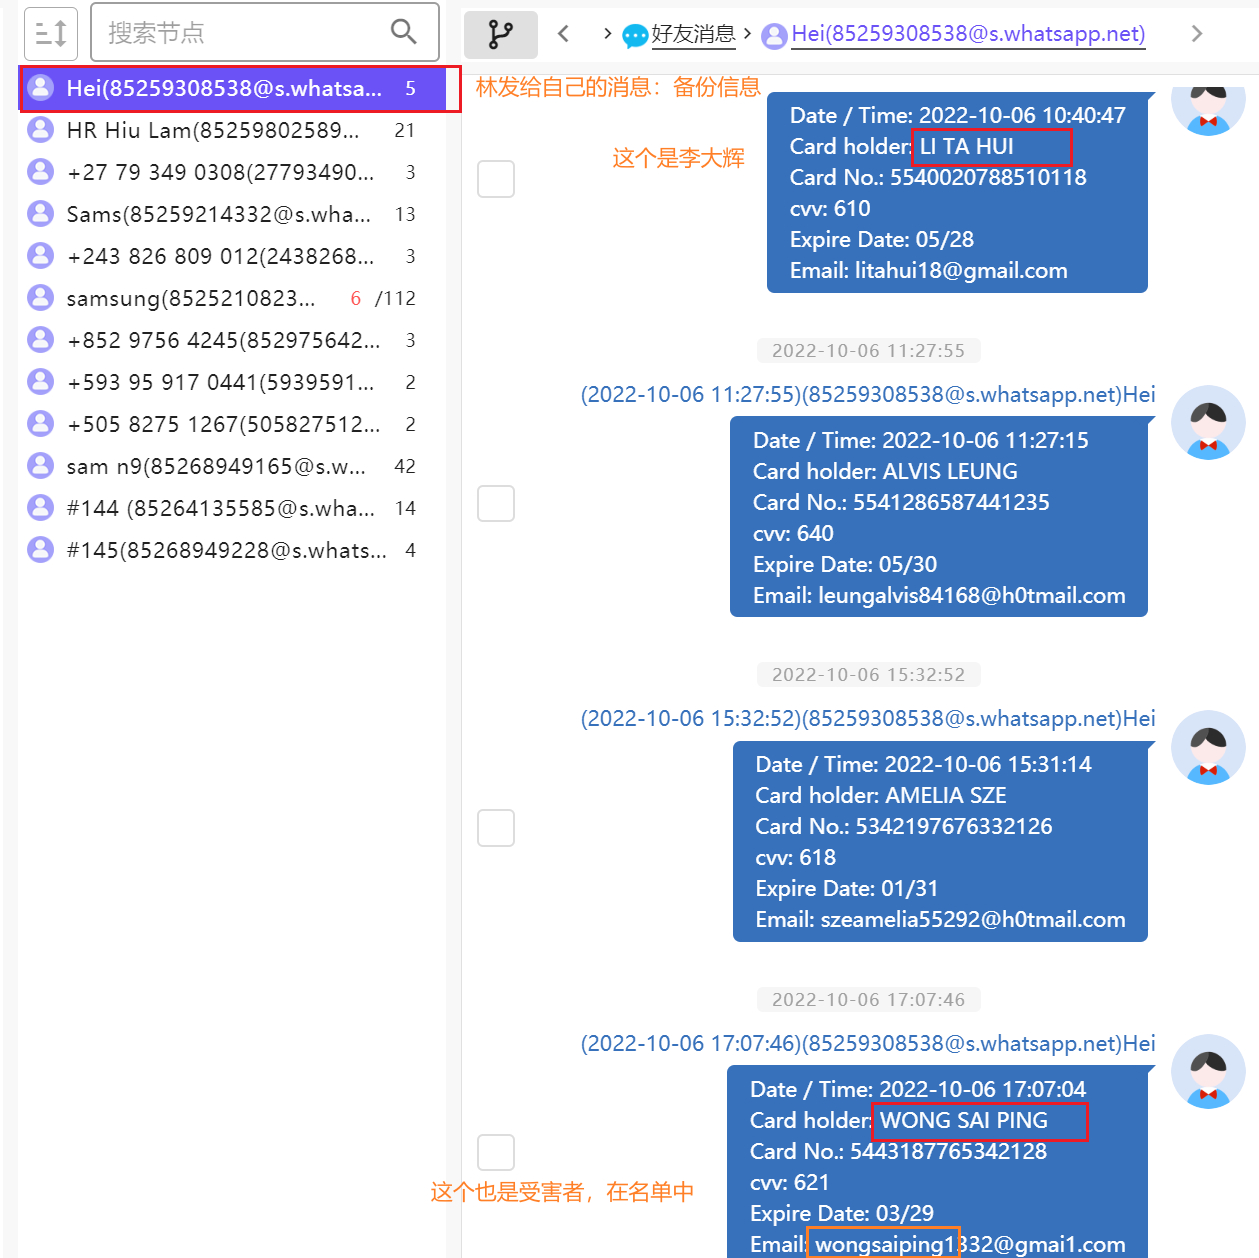 搜索节点
Hei(85259308538@s.whatsa... 5
HR Hiu Lam(85259802589... 21
+27 79 349 0308(27793490... 3
Sams(85259214332@s.wha... 13
+243 826 809 012(2438268... 3
samsung(8525210823... 6 /112
+852 9756 4245(852975642... 3
+593 95 917 0441(5939591... 2
+505 8275 1267(505827512... 2
sam n9(85268949165@s.w... 42
#144 (85264135585@s.wha... 14
#145(85268949228@s.whats... 4
好友消息 Hei(85259308538@s.whatsapp.net)
林发给自己的消息：备份信息
Date / Time: 2022-10-06 10:40:47
Card holder: LI TA HUI
这个是李大辉
Card No.: 5540020788510118
cvv: 610
Expire Date: 05/28
Email: litahui18@gmail.com
2022-10-06 11:27:55
(2022-10-06 11:27:55)(85259308538@s.whatsapp.net)Hei
Date / Time: 2022-10-06 11:27:15
Card holder: ALVIS LEUNG
Card No.: 5541286587441235
cvv: 640
Expire Date: 05/30
Email: leungalvis84168@h0tmail.com
2022-10-06 15:32:52
(2022-10-06 15:32:52)(85259308538@s.whatsapp.net)Hei
Date / Time: 2022-10-06 15:31:14
Card holder: AMELIA SZE
Card No.: 5342197676332126
cvv: 618
Expire Date: 01/31
Email: szeamelia55292@h0tmail.com
2022-10-06 17:07:46
(2022-10-06 17:07:46)(85259308538@s.whatsapp.net)Hei
Date / Time: 2022-10-06 17:07:04
Card holder: WONG SAI PING
Card No.: 5443187765342128
cvv: 621
这个也是受害者，在名单中
Expire Date: 03/29
Email: wongsaiping1332@gmai1.com